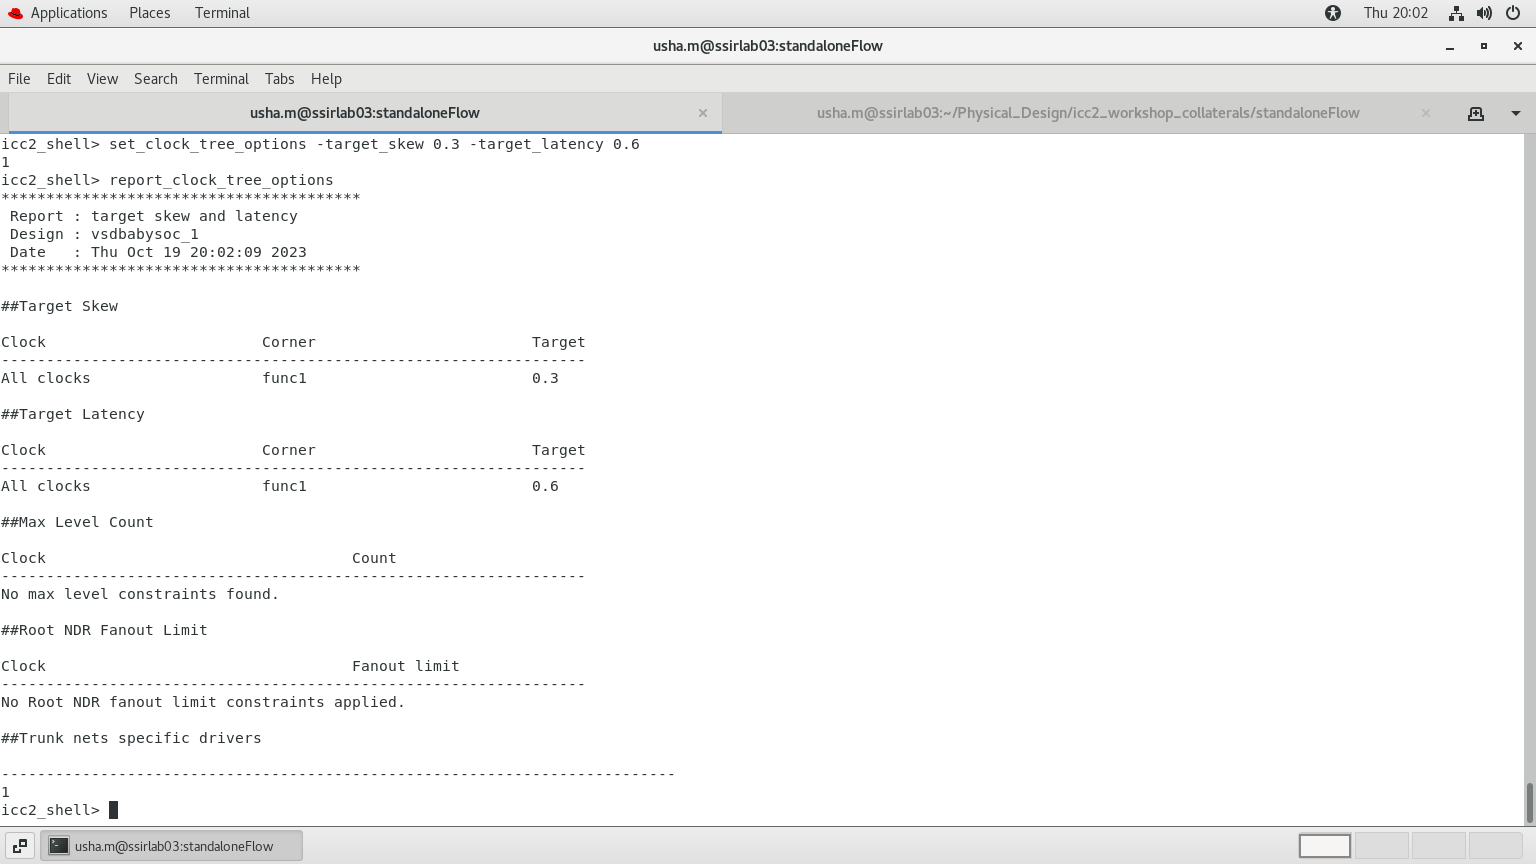 Applications Places Terminal Thu 20:02
usha.m@ssirlab03:standaloneFlow
File Edit View Search Terminal Tabs Help
usha.m@ssirlab03:standaloneFlow × usha.m@ssirlab03:~/Physical_Design/icc2_workshop_collaterals/standaloneFlow ×
icc2_shell> set_clock_tree_options -target_skew 0.3 -target_latency 0.6
1
icc2_shell> report_clock_tree_options
****************************************
 Report : target skew and latency
 Design : vsdbabysoc_1
 Date   : Thu Oct 19 20:02:09 2023
****************************************
##Target Skew
Clock                        Corner                        Target
-----------------------------------------------------------------
All clocks                   func1                         0.3
##Target Latency
Clock                        Corner                        Target
-----------------------------------------------------------------
All clocks                   func1                         0.6
##Max Level Count
Clock                                  Count
-----------------------------------------------------------------
No max level constraints found.
##Root NDR Fanout Limit
Clock                                  Fanout limit
-----------------------------------------------------------------
No Root NDR fanout limit constraints applied.
##Trunk nets specific drivers
---------------------------------------------------------------------------
1
icc2_shell>
usha.m@ssirlab03:standaloneFlow